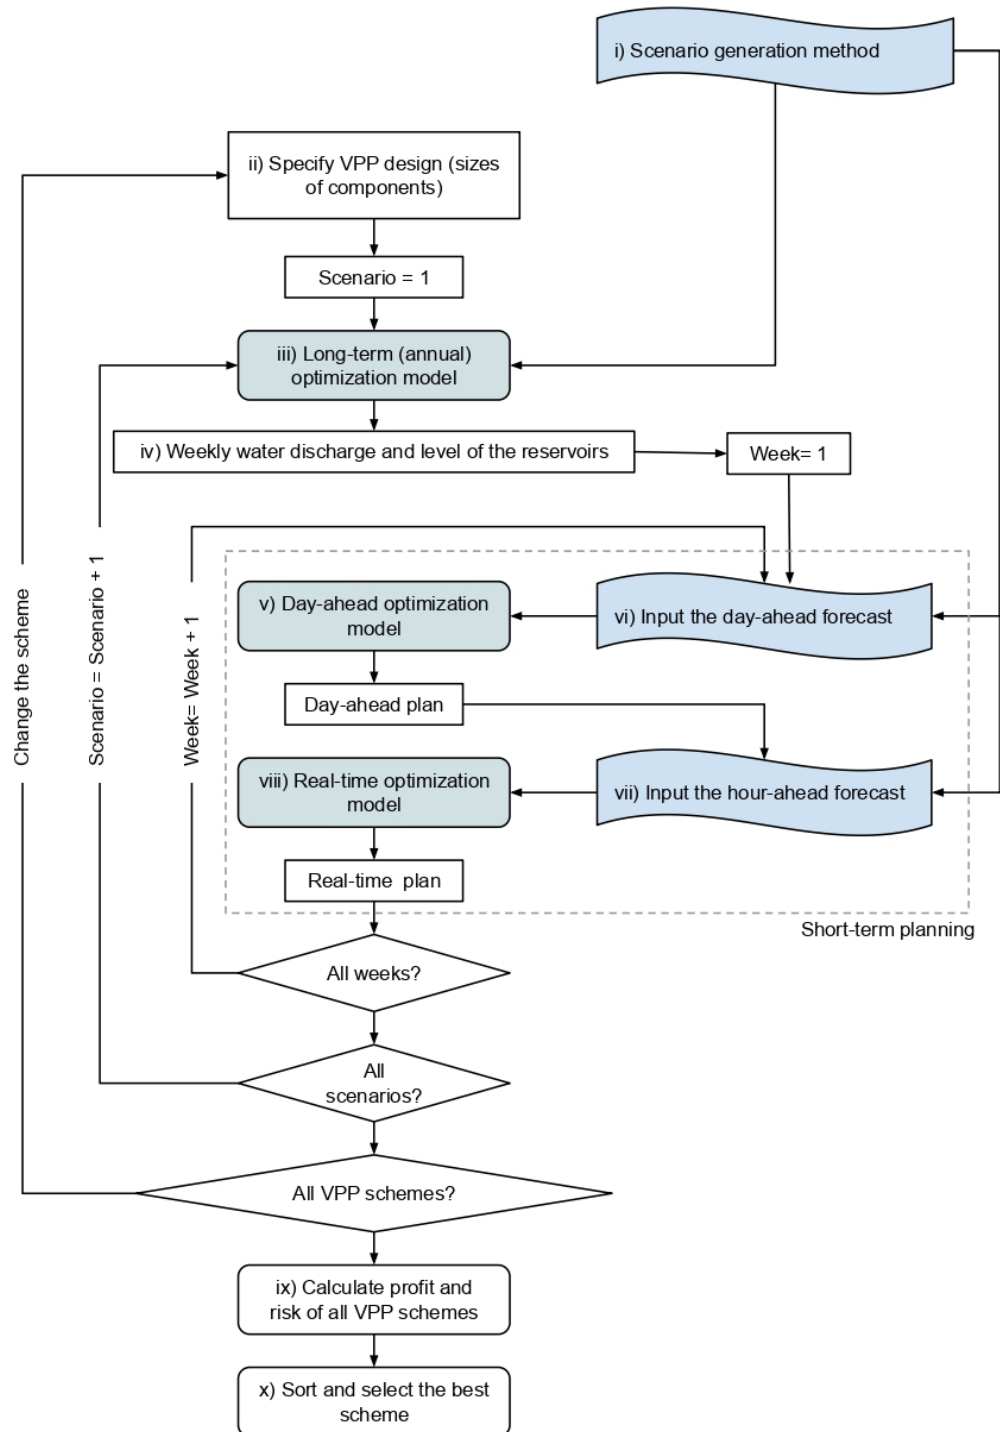 i) Scenario generation method
ii) Specify VPP design (sizes
of components)
Scenario = 1
iii) Long-term (annual)
optimization model
iv) Weekly water discharge and level of the reservoirs
Week= 1
v) Day-ahead optimization
model
vi) Input the day-ahead forecast
Day-ahead plan
viii) Real-time optimization
model
vii) Input the hour-ahead forecast
Real-time  plan
Short-term planning
Change the scheme
Scenario = Scenario + 1
Week= Week + 1
All weeks?
All
scenarios?
All VPP schemes?
ix) Calculate profit and
risk of all VPP schemes
x) Sort and select the best
scheme